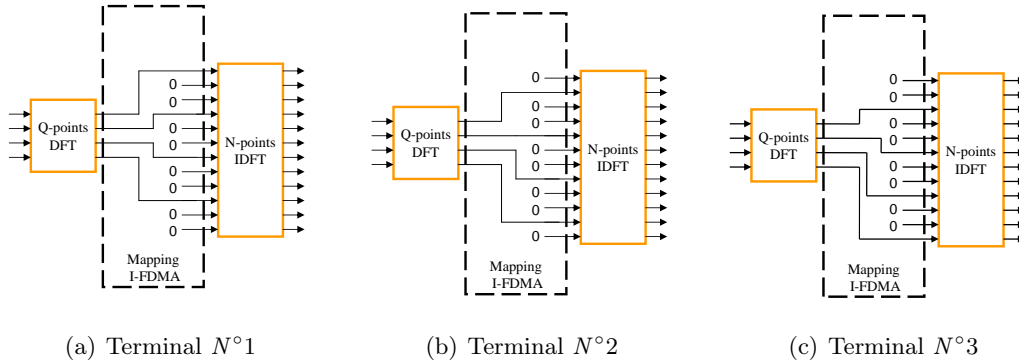 0
0
0
0
0
0
0
0
Q-points
DFT
N-points
IDFT
Mapping
I-FDMA
(a) Terminal N°1
0
0
0
0
0
0
0
0
Q-points
DFT
N-points
IDFT
Mapping
I-FDMA
(b) Terminal N°2
0
0
0
0
0
0
0
0
Q-points
DFT
N-points
IDFT
Mapping
I-FDMA
(c) Terminal N°3